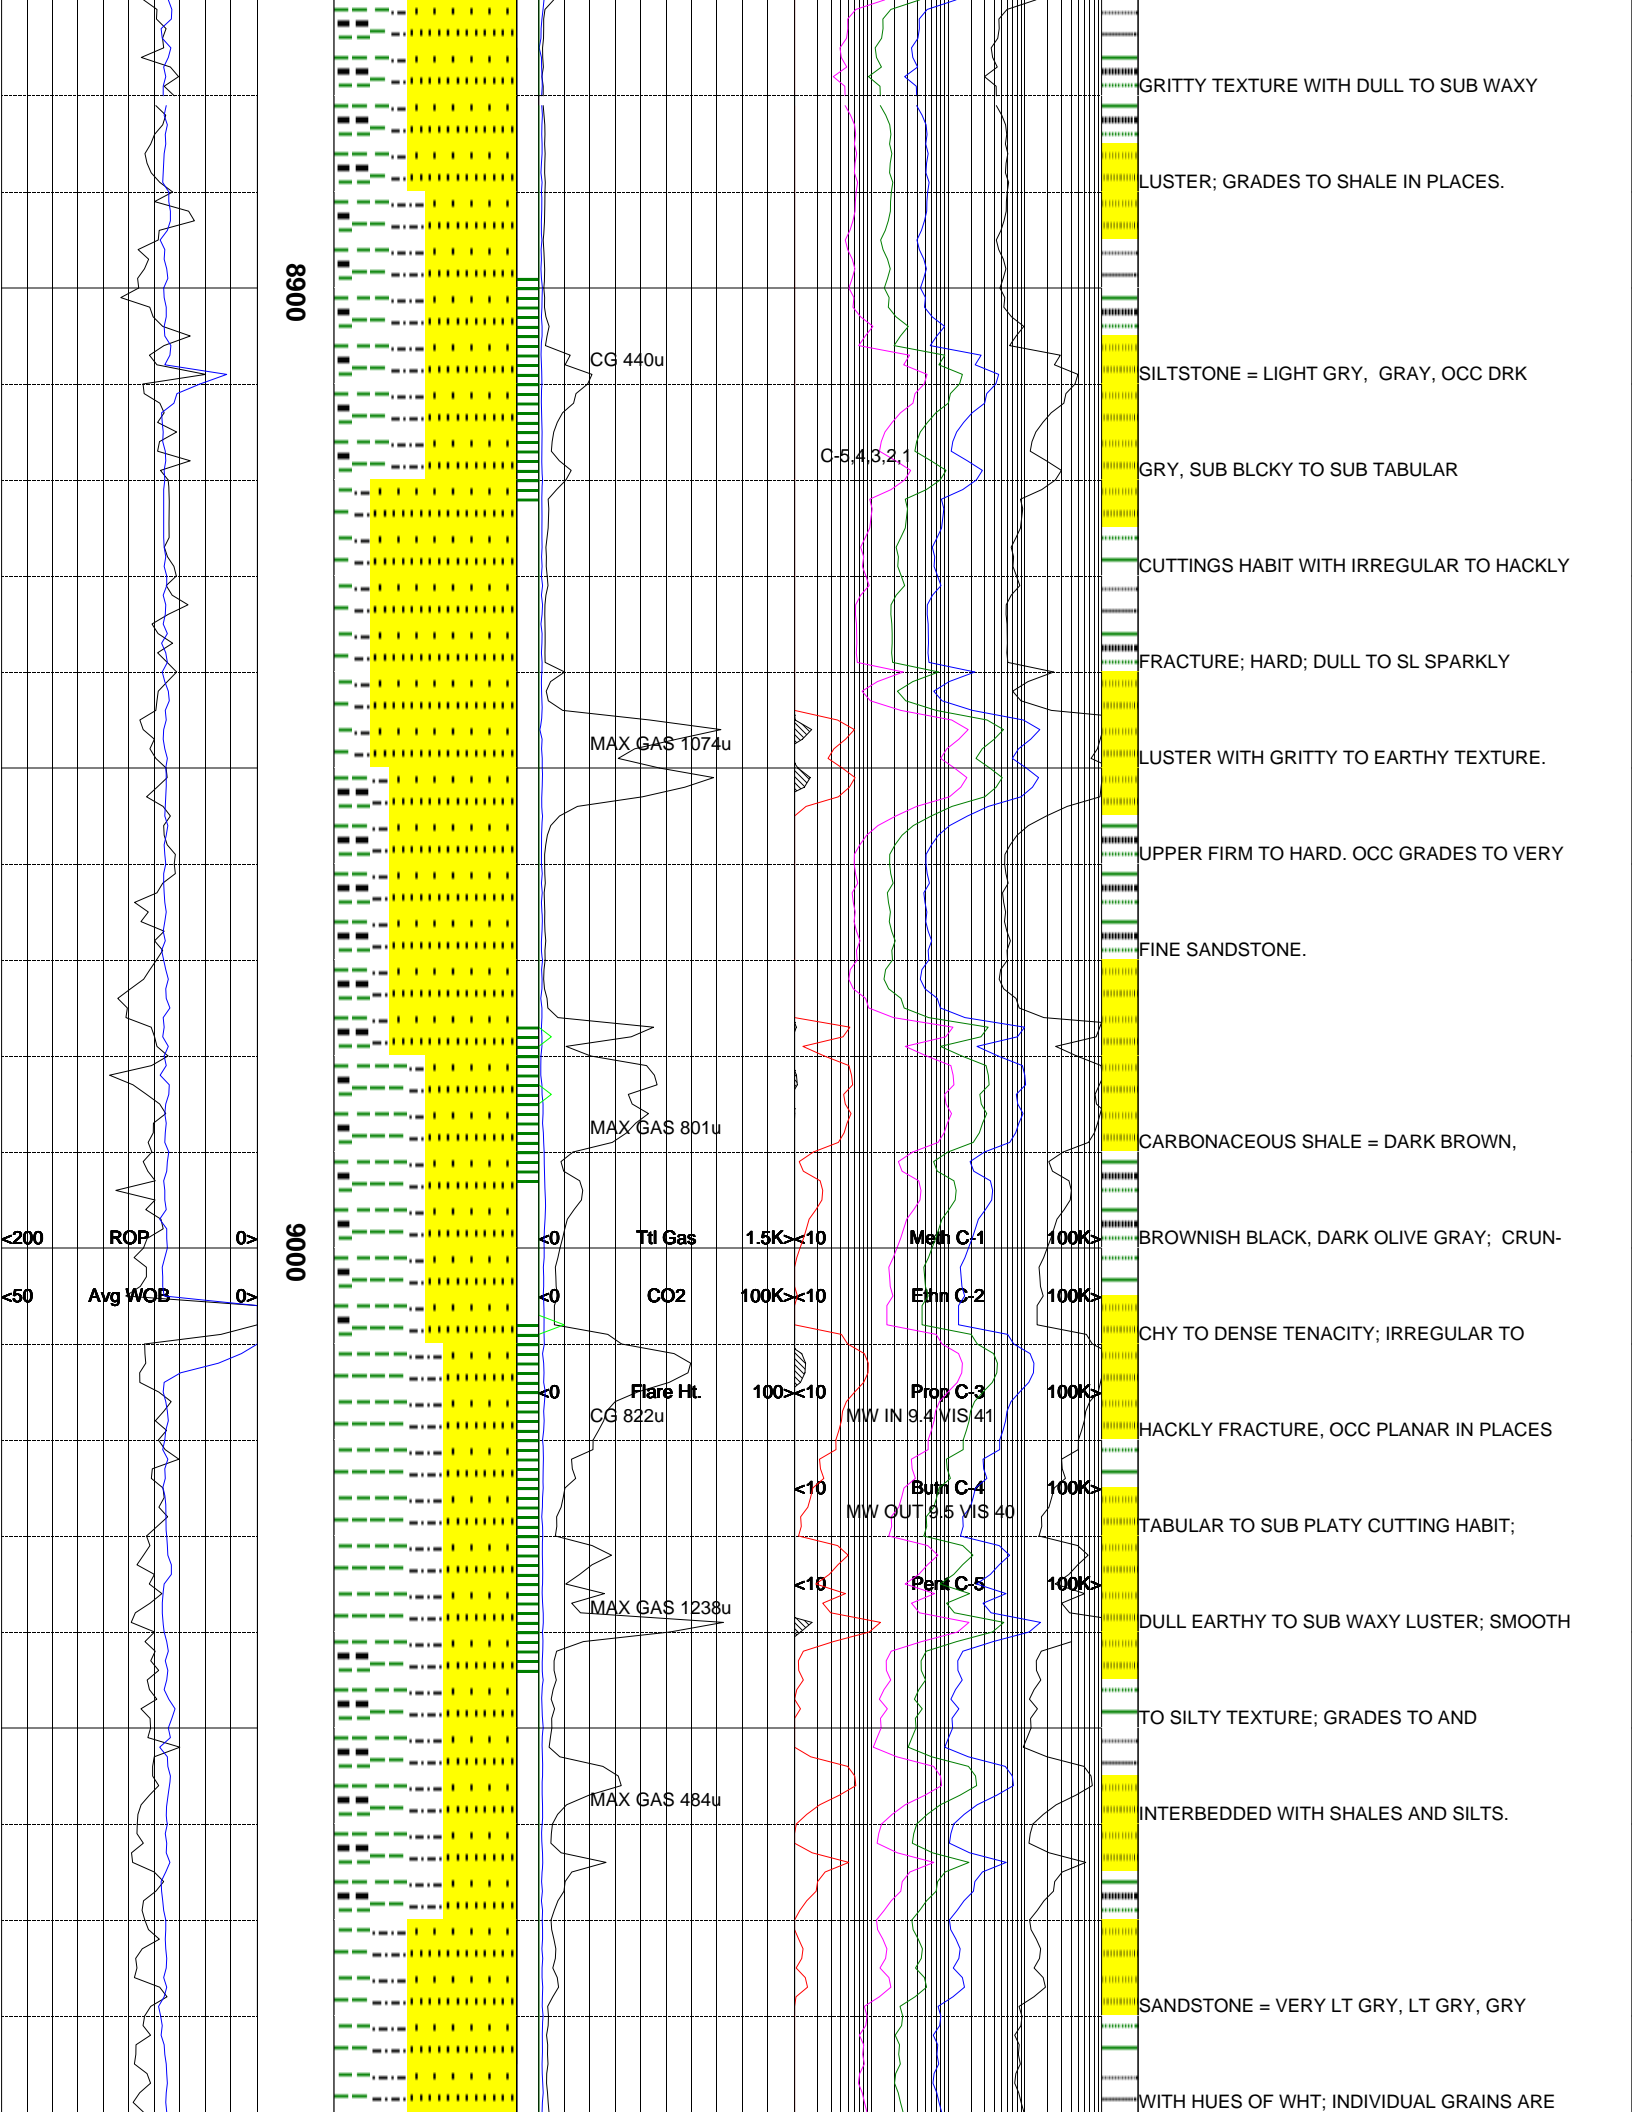 GRITTY TEXTURE WITH DULL TO SUB WAXY
LUSTER; GRADES TO SHALE IN PLACES.
8900
CG 440u
SILTSTONE = LIGHT GRY,  GRAY, OCC DRK
C-5,4,3,2,1
GRY, SUB BLCKY TO SUB TABULAR
CUTTINGS HABIT WITH IRREGULAR TO HACKLY
FRACTURE; HARD; DULL TO SL SPARKLY
MAX GAS 1074u
LUSTER WITH GRITTY TO EARTHY TEXTURE.
UPPER FIRM TO HARD. OCC GRADES TO VERY
FINE SANDSTONE.
MAX GAS 801u
CARBONACEOUS SHALE = DARK BROWN,
9000
<200 ROP 0> <0 Ttl Gas 1.5K> <10 Meth C-1 100K> BROWNISH BLACK, DARK OLIVE GRAY;  CRUN-
<50 Avg WOB 0> <0 CO2 100K> <10 Ethn C-2 100K>
CHY TO DENSE TENACITY; IRREGULAR TO
<0 Flare Ht. 100> <10 Prop C-3 100K>
CG 822u MW IN 9.4 VIS 41
HACKLY FRACTURE, OCC PLANAR IN PLACES
<10 Butn C-4 100K>
MW OUT 9.5 VIS 40
TABULAR TO SUB PLATY CUTTING HABIT;
<10 Pent C-5 100K>
MAX GAS 1238u
DULL EARTHY TO SUB WAXY LUSTER; SMOOTH
TO SILTY TEXTURE; GRADES TO AND
MAX GAS 484u
INTERBEDDED WITH SHALES AND SILTS.
SANDSTONE = VERY LT GRY, LT GRY, GRY
WITH HUES OF WHT; INDIVIDUAL GRAINS ARE